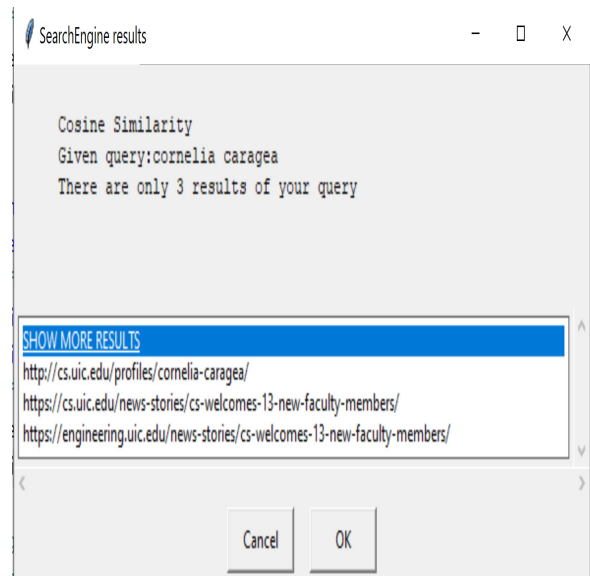 SearchEngine results
Cosine Similarity
Given query:cornelia caragea
There are only 3 results of your query
SHOW MORE RESULTS
http://cs.uic.edu/profiles/cornelia-caragea/
https://cs.uic.edu/news-stories/cs-welcomes-13-new-faculty-members/
https://engineering.uic.edu/news-stories/cs-welcomes-13-new-faculty-members/
Cancel OK